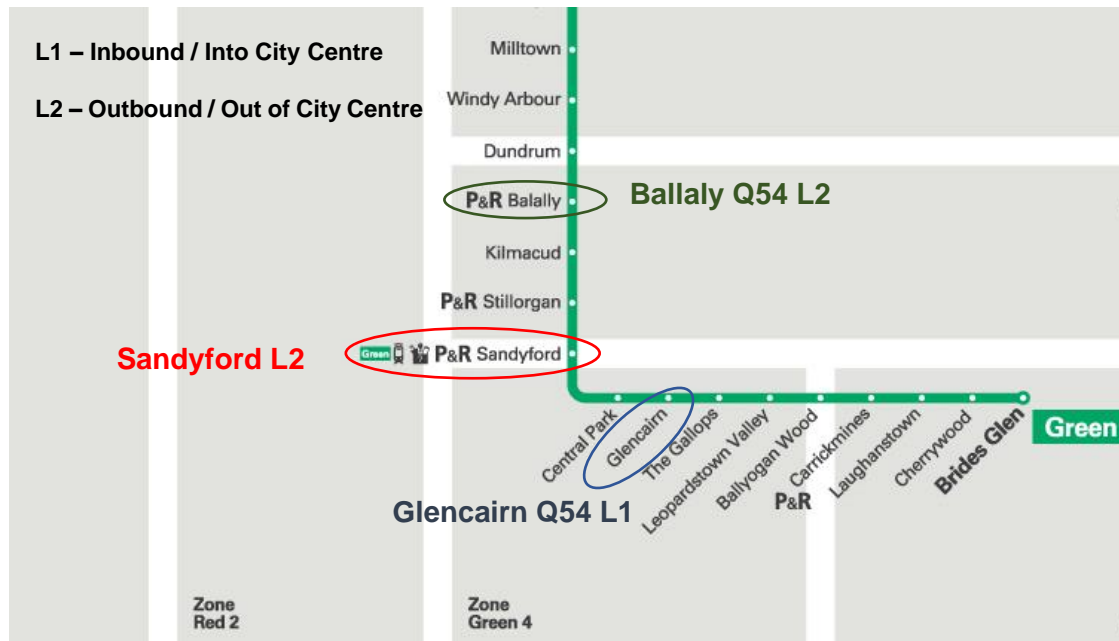 L1 – Inbound / Into City Centre
L2 – Outbound / Out of City Centre
Milltown
Windy Arbour
Dundrum
P&R Balally
Ballaly Q54 L2
Kilmacud
P&R Stillorgan
Sandyford L2
Green P&R Sandyford
Central Park
Glencairn
The Gallops
Leopardstown Valley
Ballyogan Wood
Carrickmines
P&R
Laughanstown
Cherrywood
Brides Glen
Green
Glencairn Q54 L1
Zone
Red 2
Zone
Green 4